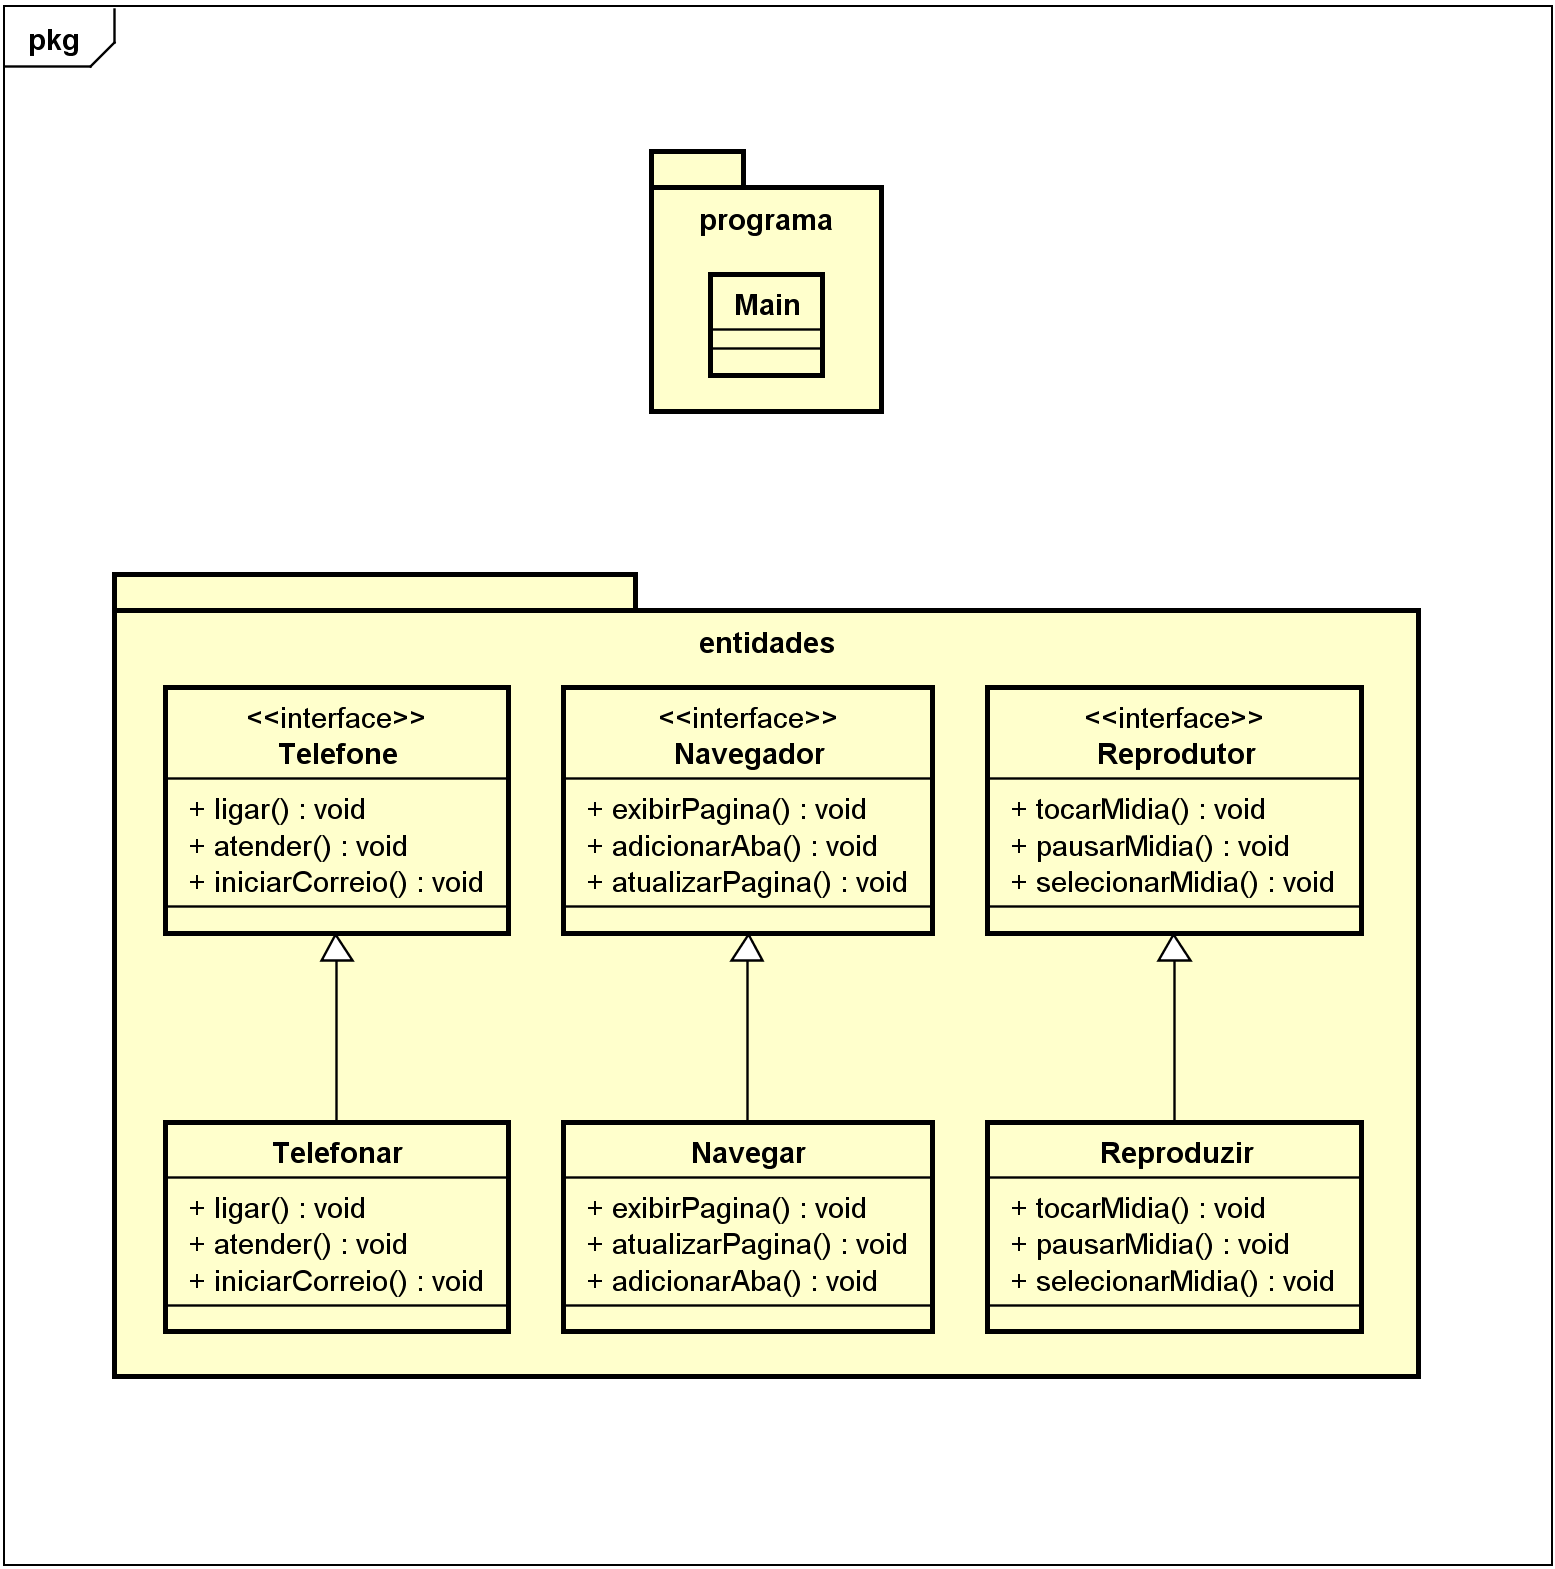 pkg
programa
Main
entidades
<<interface>>
Telefone
+ ligar() : void
+ atender() : void
+ iniciarCorreio() : void
<<interface>>
Navegador
+ exibirPagina() : void
+ adicionarAba() : void
+ atualizarPagina() : void
<<interface>>
Reprodutor
+ tocarMidia() : void
+ pausarMidia() : void
+ selecionarMidia() : void
Telefonar
+ ligar() : void
+ atender() : void
+ iniciarCorreio() : void
Navegar
+ exibirPagina() : void
+ atualizarPagina() : void
+ adicionarAba() : void
Reproduzir
+ tocarMidia() : void
+ pausarMidia() : void
+ selecionarMidia() : void